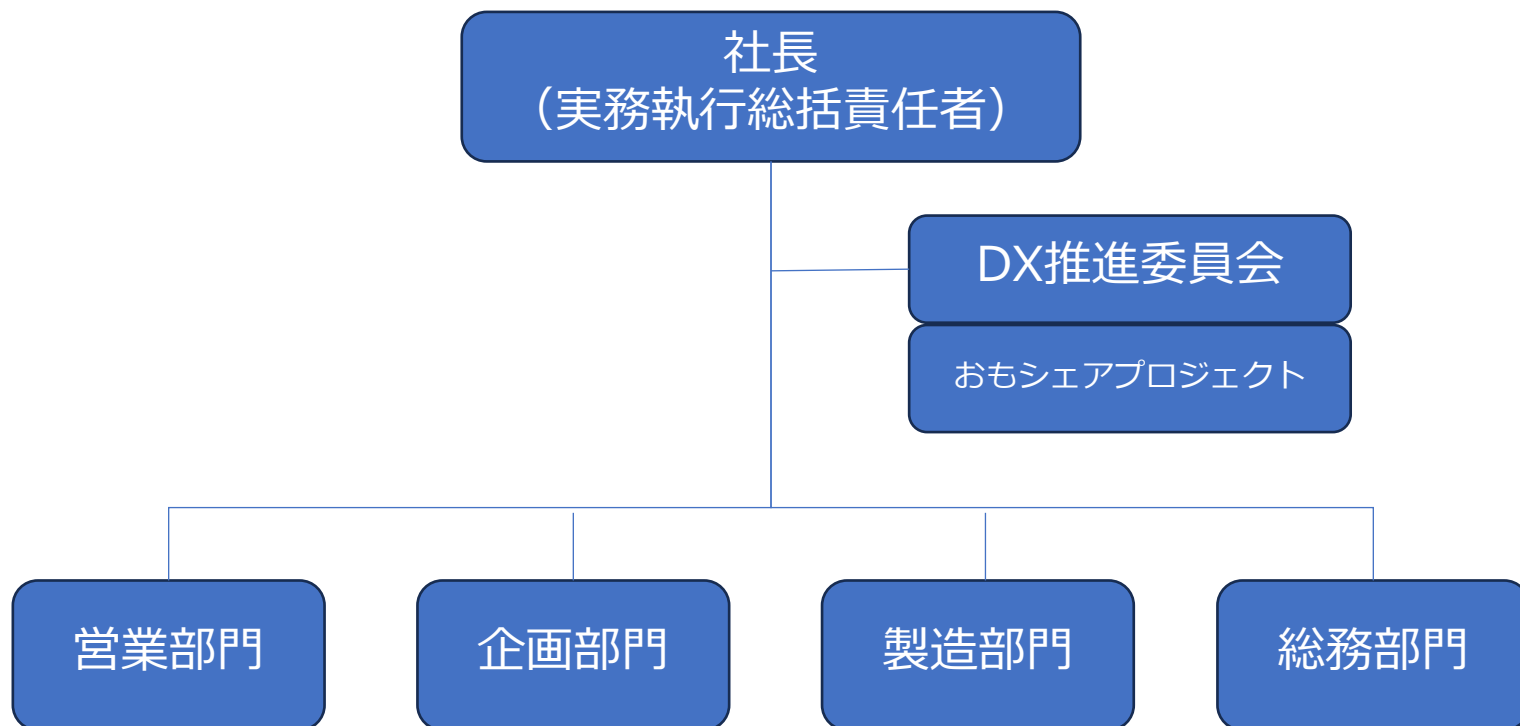 社長
（実務執行総括責任者）
DX推進委員会
おもシェアプロジェクト
営業部門
企画部門
製造部門
総務部門